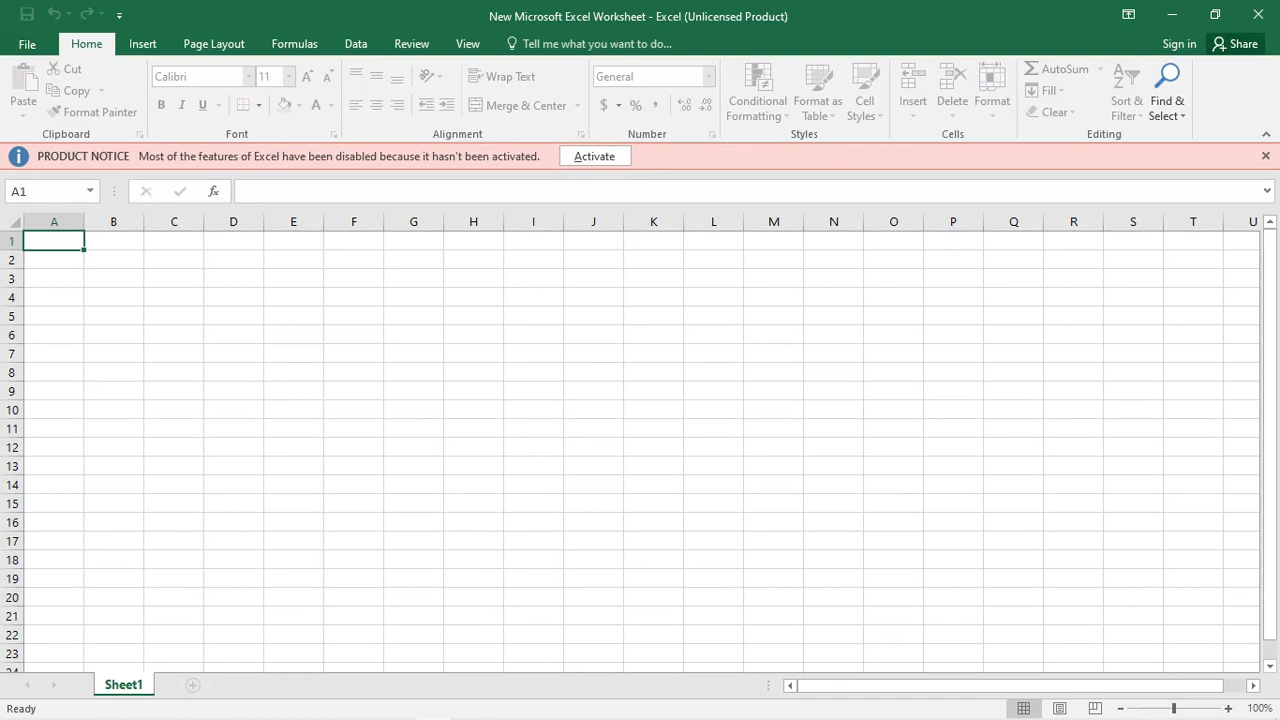 New Microsoft Excel Worksheet - Excel (Unlicensed Product)
File Home Insert Page Layout Formulas Data Review View Tell me what you want to do... Sign in Share
Paste
Cut
Copy
Format Painter
Clipboard
Calibri 11
B I U
Font
Wrap Text
Merge & Center
Alignment
General
$ % ,
Number
Conditional Formatting
Format as Table
Cell Styles
Styles
Insert Delete Format
Cells
AutoSum
Fill
Clear
Sort & Filter
Find & Select
Editing
PRODUCT NOTICE Most of the features of Excel have been disabled because it hasn't been activated. Activate
A1 fx
A B C D E F G H I J K L M N O P Q R S T U
1
2
3
4
5
6
7
8
9
10
11
12
13
14
15
16
17
18
19
20
21
22
23
24
Sheet1
Ready 100%